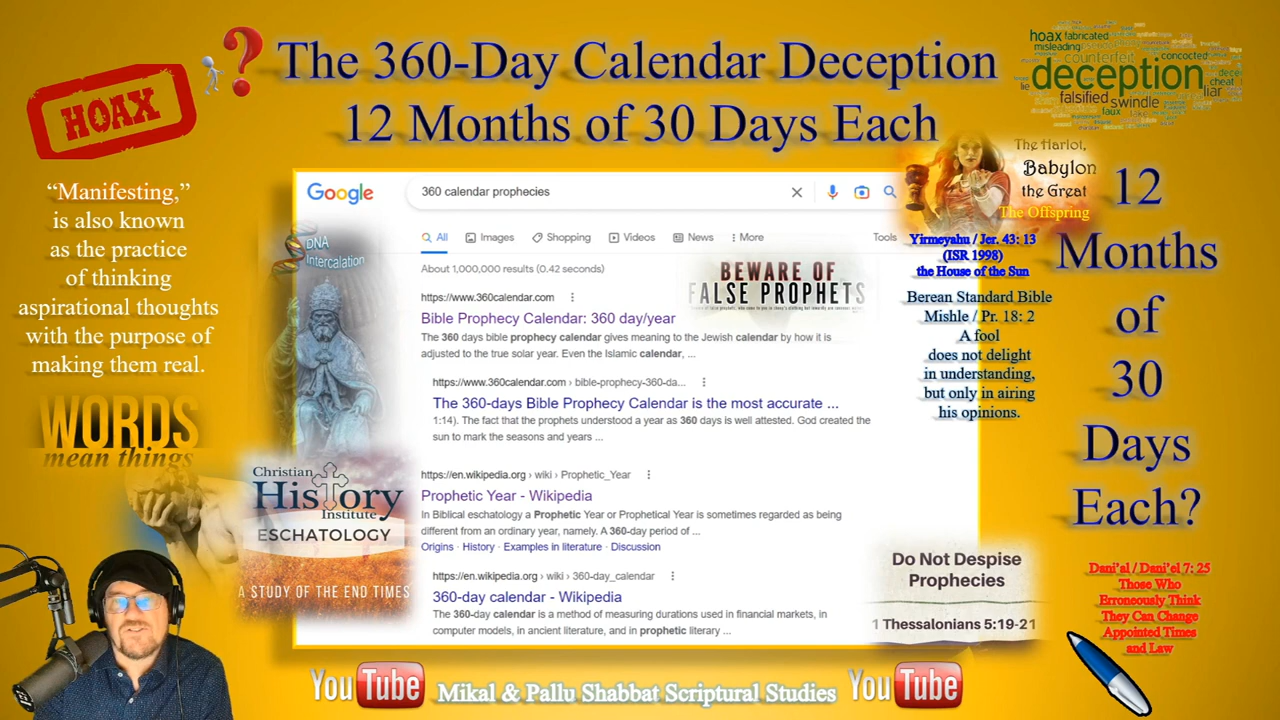 The 360-Day Calendar Deception
12 Months of 30 Days Each
HOAX
?
hoax fabricated
misleading
counterfeit
concocted
deception
cheat
lie
liar
falsified swindle
faux
“Manifesting,”
is also known
as the practice
of thinking
aspirational thoughts
with the purpose of
making them real.
WORDS
mean things
DNA
Intercalation
Christian
History
Institute
ESCHATOLOGY
A STUDY OF THE END TIMES
Google
360 calendar prophecies
All
Images
Shopping
Videos
News
More
Tools
About 1,000,000 results (0.42 seconds)
BEWARE OF
FALSE PROPHETS
https://www.360calendar.com
Bible Prophecy Calendar: 360 day/year
The 360 days bible prophecy calendar gives meaning to the Jewish calendar by how it is
adjusted to the true solar year. Even the Islamic calendar, ...
https://www.360calendar.com › bible-prophecy-360-da...
The 360-days Bible Prophecy Calendar is the most accurate ...
1:14). The fact that the prophets understood a year as 360 days is well attested. God created the
sun to mark the seasons and years ...
https://en.wikipedia.org › wiki › Prophetic_Year
Prophetic Year - Wikipedia
In Biblical eschatology a Prophetic Year or Prophetical Year is sometimes regarded as being
different from an ordinary year, namely. A 360-day period of ...
Origins · History · Examples in literature · Discussion
https://en.wikipedia.org › wiki › 360-day_calendar
360-day calendar - Wikipedia
The 360-day calendar is a method of measuring durations used in financial markets, in
computer models, in ancient literature, and in prophetic literary ...
The Harlot,
Babylon
the Great
The Offspring
Yirmeyahu / Jer. 43: 13
(ISR 1998)
the House of the Sun
Berean Standard Bible
Mishle / Pr. 18: 2
A fool
does not delight
in understanding,
but only in airing
his opinions.
Do Not Despise
Prophecies
1 Thessalonians 5:19-21
12
Months
of
30
Days
Each?
Dani'al / Dani'el 7: 25
Those Who
Erroneously Think
They Can Change
Appointed Times
and Law
YouTube
Mikal & Pallu Shabbat Scriptural Studies
YouTube